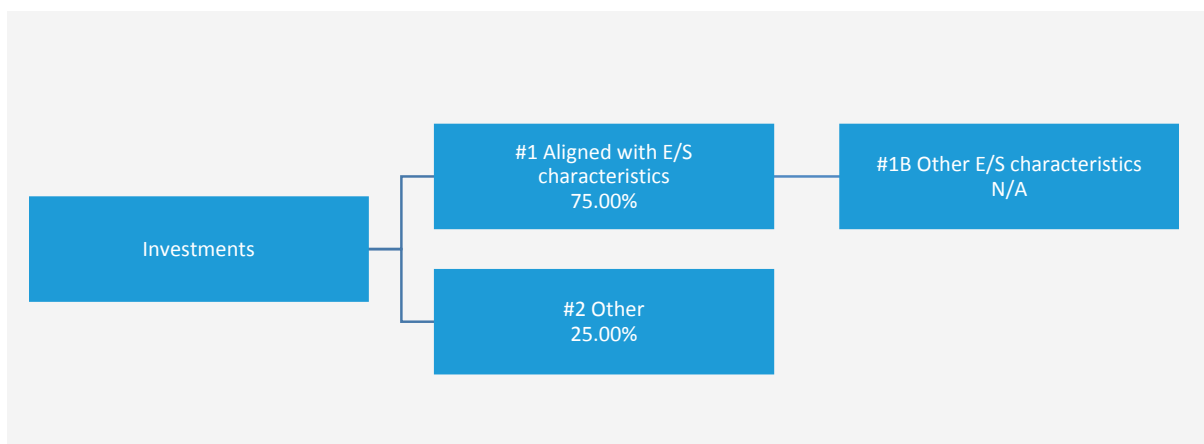 Investments
#1 Aligned with E/S
characteristics
75.00%
#1B Other E/S characteristics
N/A
#2 Other
25.00%